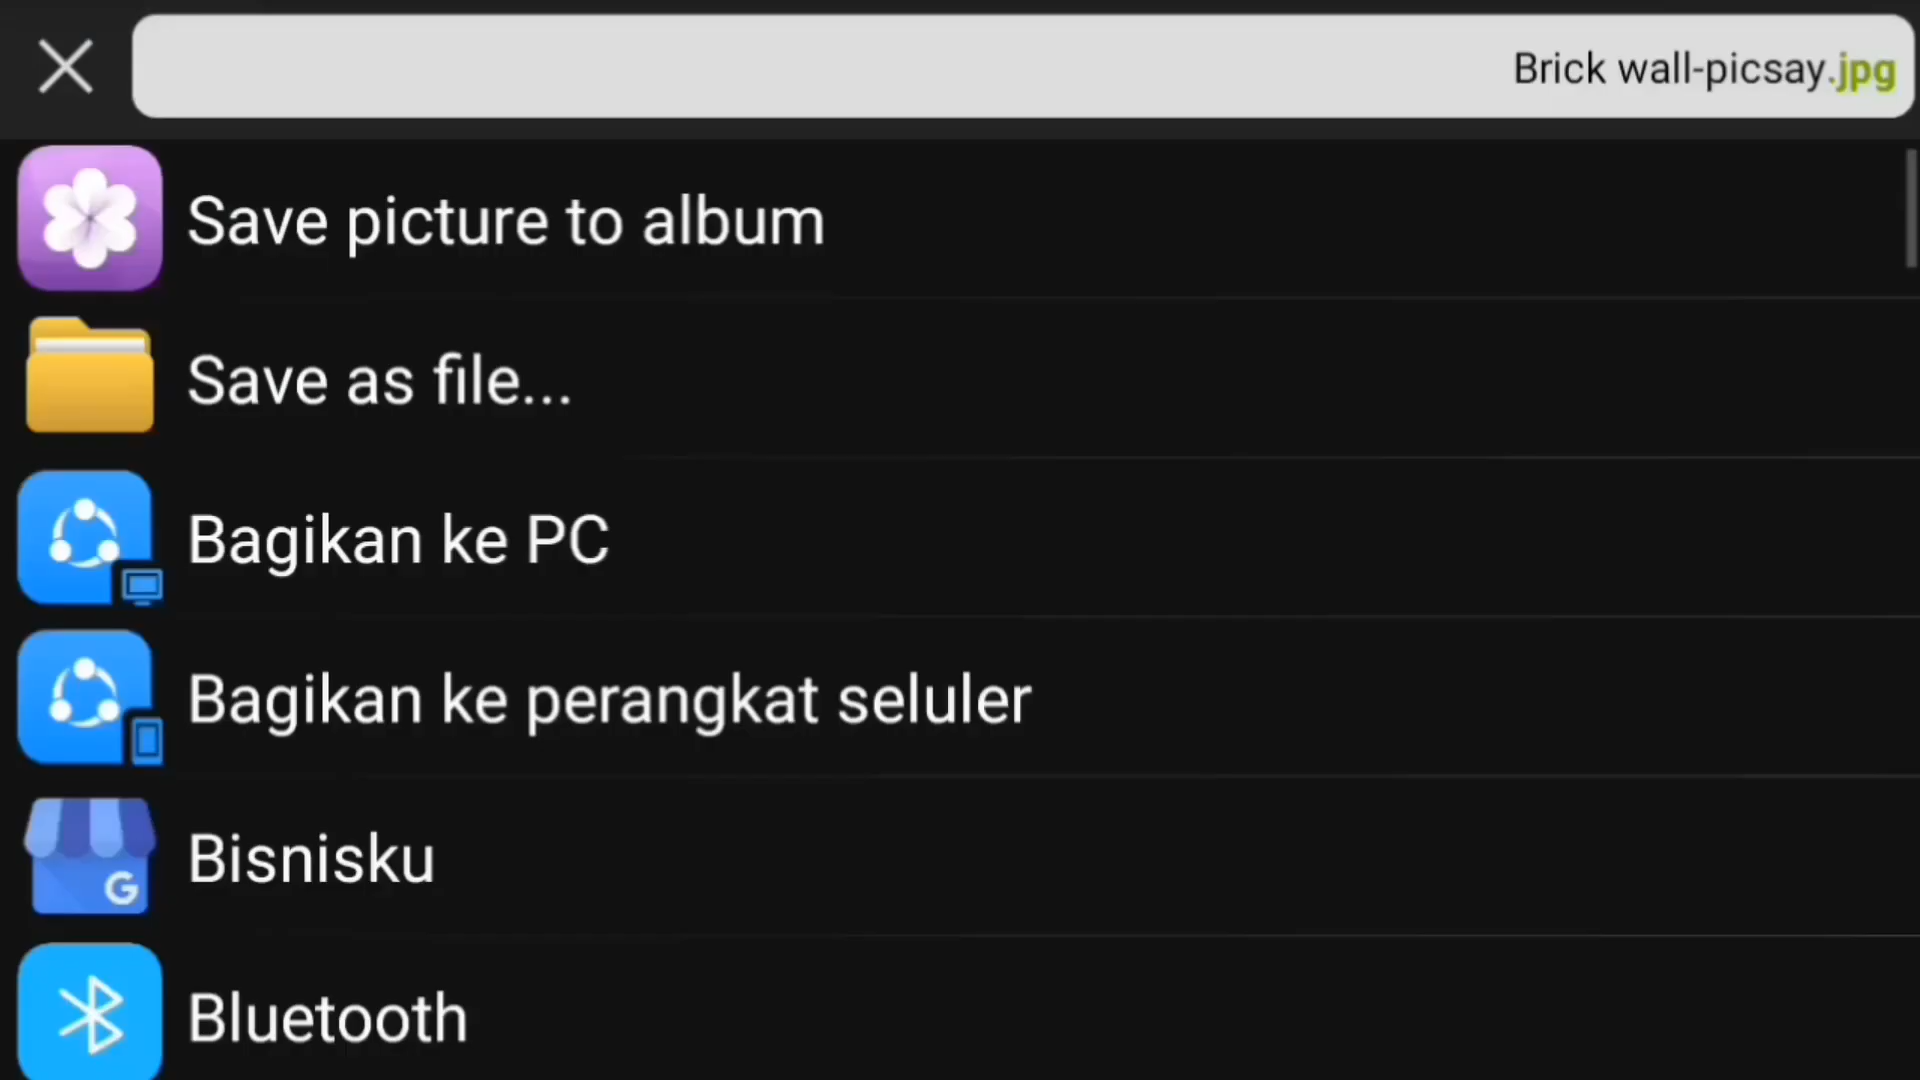 Brick wall-picsay.jpg
Save picture to album
Save as file...
Bagikan ke PC
Bagikan ke perangkat seluler
G
Bisnisku
Bluetooth